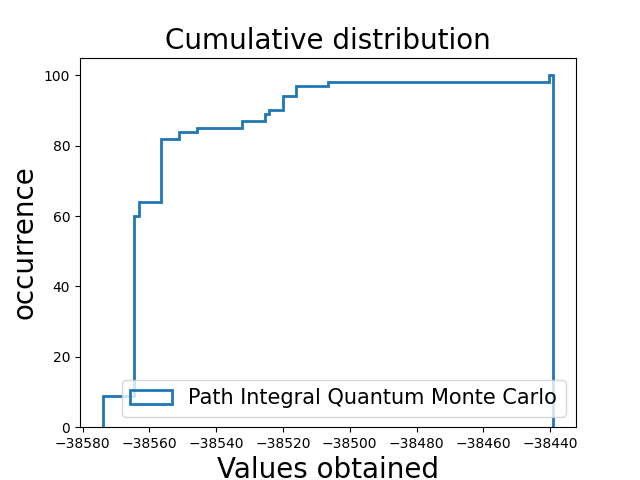 Cumulative distribution
occurrence
100
80
60
40
20
0
Path Integral Quantum Monte Carlo
−38580 −38560 −38540 −38520 −38500 −38480 −38460 −38440
Values obtained